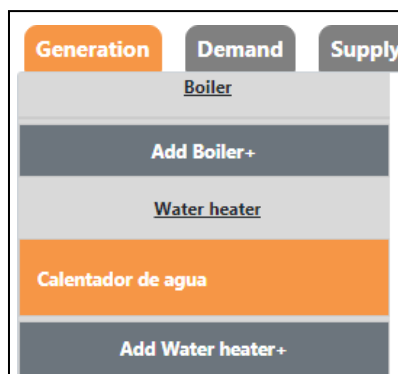 Generation Demand Supply
Boiler
Add Boiler+
Water heater
Calentador de agua
Add Water heater+